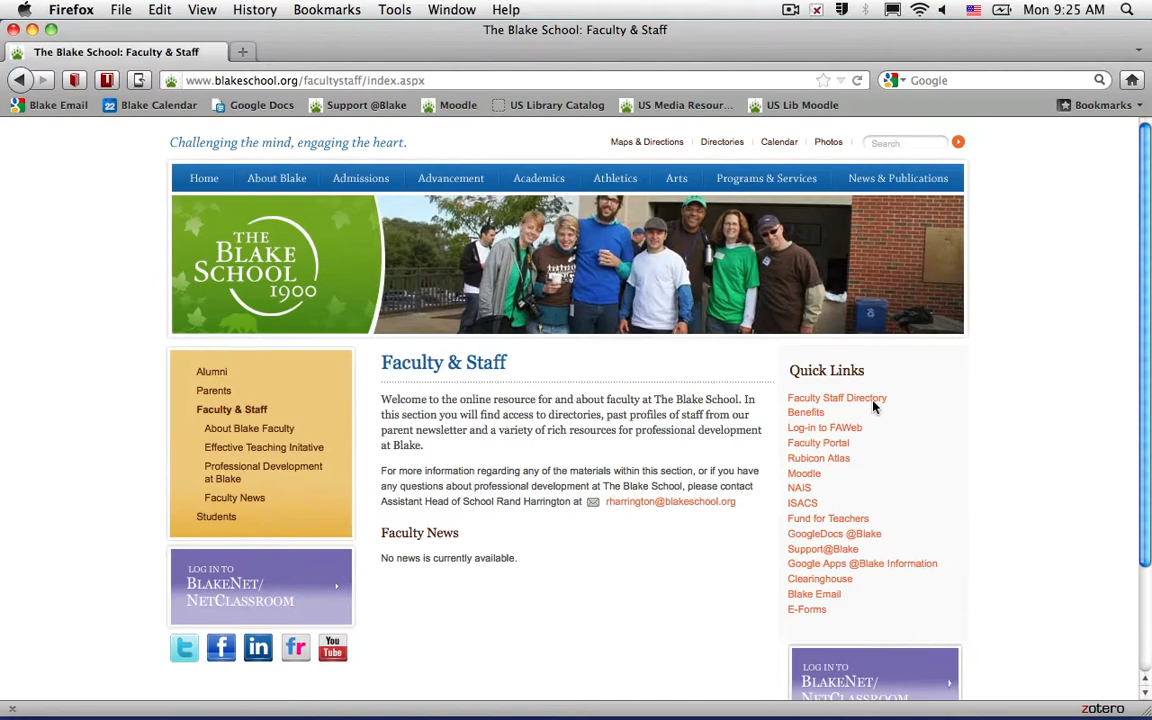 Firefox File Edit View History Bookmarks Tools Window Help Mon 9:25 AM
The Blake School: Faculty & Staff
The Blake School: Faculty & Staff
www.blakeschool.org/facultystaff/index.aspx Google
Blake Email 22 Blake Calendar Google Docs Support @Blake Moodle US Library Catalog US Media Resour... US Lib Moodle Bookmarks
Challenging the mind, engaging the heart.
Maps & Directions Directories Calendar Photos Search
Home About Blake Admissions Advancement Academics Athletics Arts Programs & Services News & Publications
THE
BLAKE
SCHOOL
1900
Alumni
Parents
Faculty & Staff
About Blake Faculty
Effective Teaching Initative
Professional Development
at Blake
Faculty News
Students
LOG IN TO
BLAKENET/
NETCLASSROOM
You
Tube
Faculty & Staff
Welcome to the online resource for and about faculty at The Blake School. In
this section you will find access to directories, past profiles of staff from our
parent newsletter and a variety of rich resources for professional development
at Blake.
For more information regarding any of the materials within this section, or if you have
any questions about professional development at The Blake School, please contact
Assistant Head of School Rand Harrington at rharrington@blakeschool.org
Faculty News
No news is currently available.
Quick Links
Faculty Staff Directory
Benefits
Log-in to FAWeb
Faculty Portal
Rubicon Atlas
Moodle
NAIS
ISACS
Fund for Teachers
GoogleDocs @Blake
Support@Blake
Google Apps @Blake Information
Clearinghouse
Blake Email
E-Forms
LOG IN TO
BLAKENET/
NETCLASSROOM
zotero